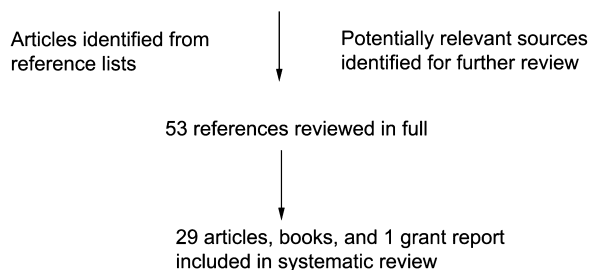 Articles identified from
reference lists
Potentially relevant sources
identified for further review
53 references reviewed in full
29 articles, books, and 1 grant report
included in systematic review